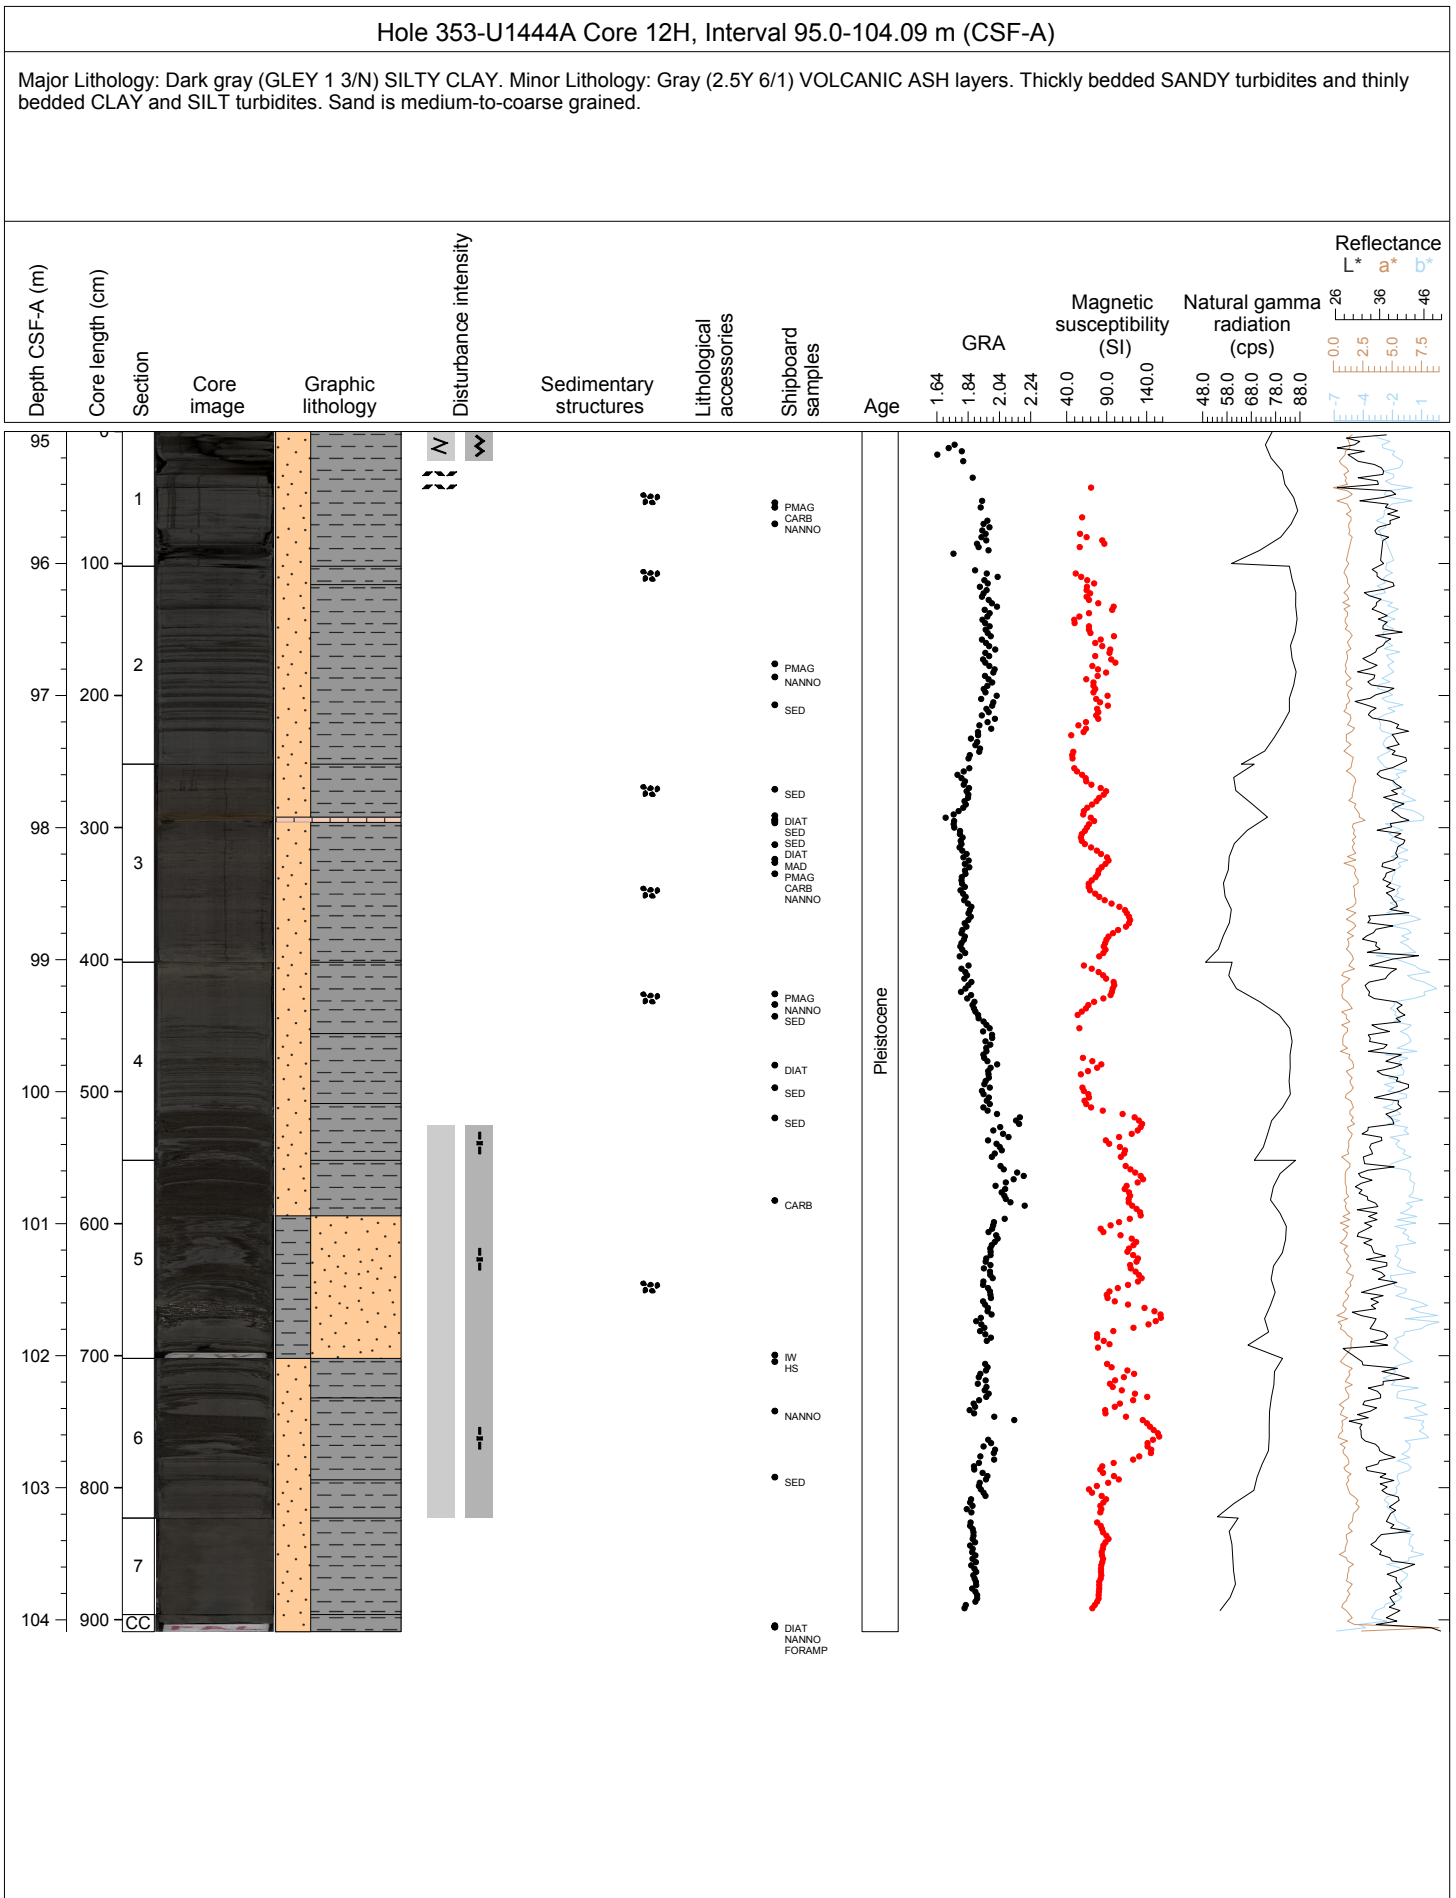 Hole 353-U1444A Core 12H, Interval 95.0-104.09 m (CSF-A)
Major Lithology: Dark gray (GLEY 1 3/N) SILTY CLAY. Minor Lithology: Gray (2.5Y 6/1) VOLCANIC ASH layers. Thickly bedded SANDY turbidites and thinly
bedded CLAY and SILT turbidites. Sand is medium-to-coarse grained.
Depth CSF-A (m)
Core length (cm)
Section
Core
image
Graphic
lithology
Disturbance intensity
Sedimentary
structures
Lithological
accessories
Shipboard
samples
Age
GRA
1.64 1.84 2.04 2.24
Magnetic
susceptibility
(SI)
40.0 90.0 140.0
Natural gamma
radiation
(cps)
48.0 58.0 68.0 78.0 88.0
Reflectance
L* a* b*
26 36 46
0.0 2.5 5.0 7.5
-7 -4 -2 1
95
96
97
98
99
100
101
102
103
104
0
100
200
300
400
500
600
700
800
900
1
2
3
4
5
6
7
CC
PMAG
CARB
NANNO
PMAG
NANNO
SED
SED
DIAT
SED
SED
DIAT
MAD
PMAG
CARB
NANNO
PMAG
NANNO
SED
DIAT
SED
SED
CARB
IW
HS
NANNO
SED
DIAT
NANNO
FORAMP
Pleistocene